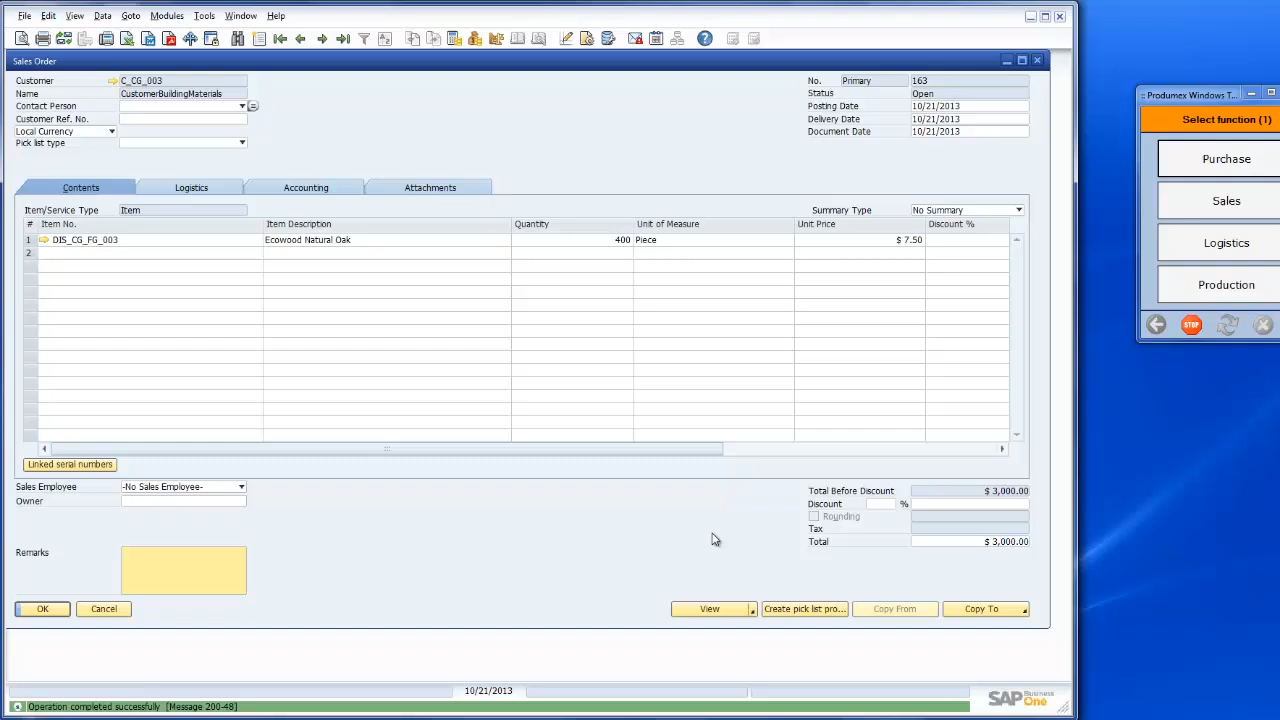 File Edit View Data Goto Modules Tools Window Help
Sales Order
Customer C_CG_003
Name CustomerBuildingMaterials
Contact Person
Customer Ref. No.
Local Currency
Pick list type
No. Primary 163
Status Open
Posting Date 10/21/2013
Delivery Date 10/21/2013
Document Date 10/21/2013
Contents Logistics Accounting Attachments
Item/Service Type Item Summary Type No Summary
# Item No. Item Description Quantity Unit of Measure Unit Price Discount %
1 DIS_CG_FG_003 Ecowood Natural Oak 400 Piece $ 7.50
2
Linked serial numbers
Sales Employee -No Sales Employee-
Owner
Remarks
Total Before Discount $ 3,000.00
Discount %
Rounding
Tax
Total $ 3,000.00
OK Cancel View Create pick list pro... Copy From Copy To
10/21/2013
SAP Business One
Operation completed successfully [Message 200-48]
Produmex Windows T...
Select function (1)
Purchase
Sales
Logistics
Production
STOP